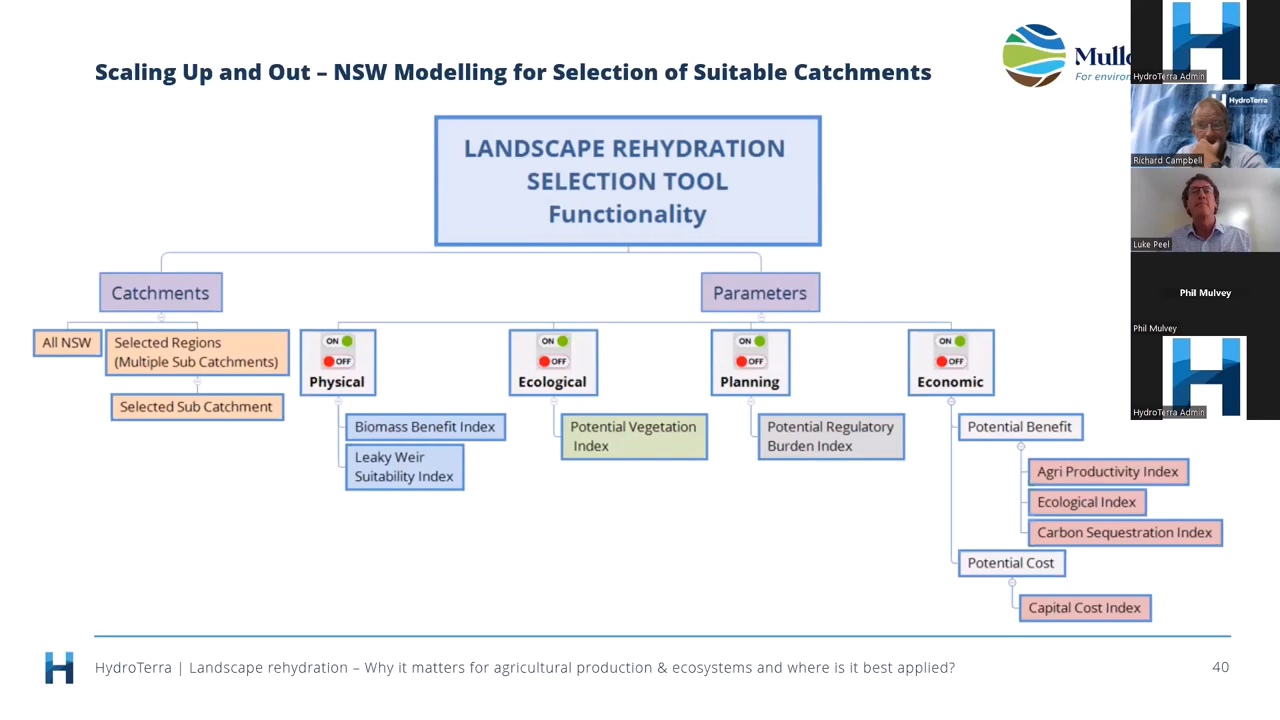 Scaling Up and Out – NSW Modelling for Selection of Suitable Catchments
For
LANDSCAPE REHYDRATION
SELECTION TOOL
Functionality
Catchments
Parameters
All NSW
Selected Regions
(Multiple Sub Catchments)
Selected Sub Catchment
ON
OFF
Physical
Biomass Benefit Index
Leaky Weir
Suitability Index
ON
OFF
Ecological
Potential Vegetation
Index
ON
OFF
Planning
Potential Regulatory
Burden Index
ON
OFF
Economic
Potential Benefit
Agri Productivity Index
Ecological Index
Carbon Sequestration Index
Potential Cost
Capital Cost Index
HydroTerra | Landscape rehydration – Why it matters for agricultural production & ecosystems and where is it best applied?
40
HydroTerra Admin
HydroTerra
Richard Campbell
Luke Peel
Phil Mulvey
Phil Mulvey
HydroTerra Admin